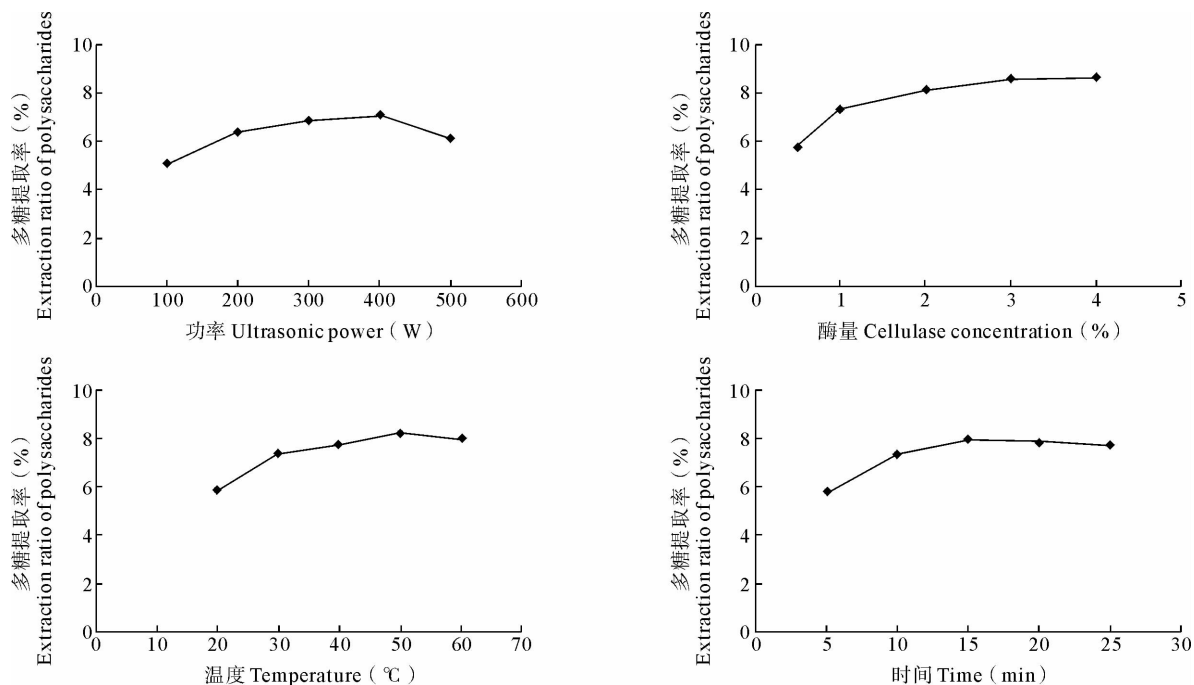 多糖提取率（%）
Extraction ratio of polysaccharides
10
8
6
4
2
0
0 100 200 300 400 500 600
功率 Ultrasonic power（W）
多糖提取率（%）
Extraction ratio of polysaccharides
10
8
6
4
2
0
0 1 2 3 4 5
酶量 Cellulase concentration（%）
多糖提取率（%）
Extraction ratio of polysaccharides
10
8
6
4
2
0
0 10 20 30 40 50 60 70
温度 Temperature（℃）
多糖提取率（%）
Extraction ratio of polysaccharides
10
8
6
4
2
0
0 5 10 15 20 25 30
时间 Time（min）